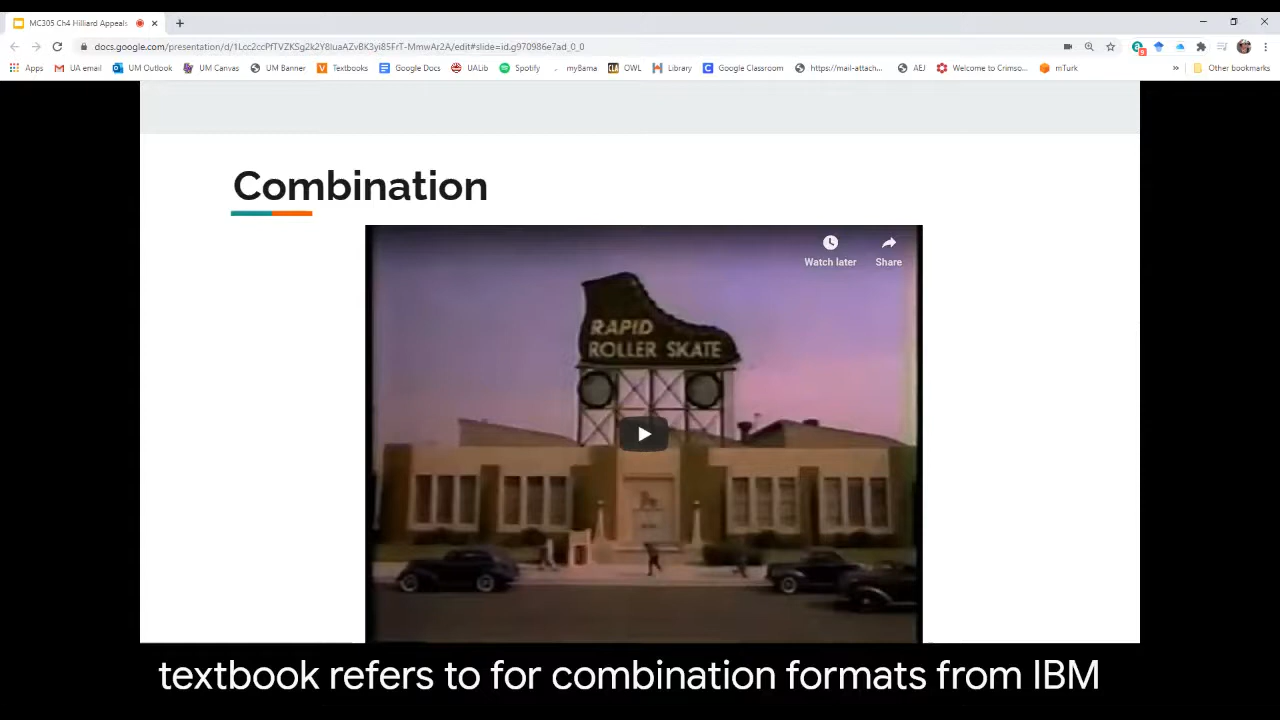 MC305 Ch4 Hilliard Appeals
docs.google.com/presentation/d/1Lcc2ccPfTVZKSg2k2Y8luaAZvBK3yi85FrT-MmwAr2A/edit#slide=id.g970986e7ad_0_0
Apps UA email UM Outlook UM Canvas UM Banner Textbooks Google Docs UALib Spotify myBama OWL Library Google Classroom https://mail-attach... AEJ Welcome to Crimso... mTurk » Other bookmarks
Combination
Watch later Share
RAPID
ROLLER SKATE
textbook refers to for combination formats from IBM